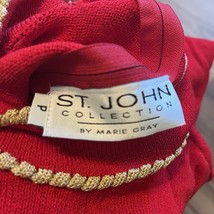 ST. JOHN
COLLECTION
BY MARIE GRAY
P